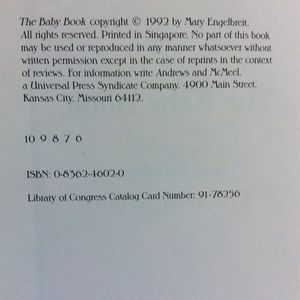 The Baby Book copyright © 1992 by Mary Engelbreit.
All rights reserved. Printed in Singapore. No part of this book
may be used or reproduced in any manner whatsoever without
written permission except in the case of reprints in the context
of reviews. For information write Andrews and McMeel,
a Universal Press Syndicate Company, 4900 Main Street,
Kansas City, Missouri 64112.
10 9 8 7 6
ISBN: 0-8362-4602-0
Library of Congress Catalog Card Number: 91-78256